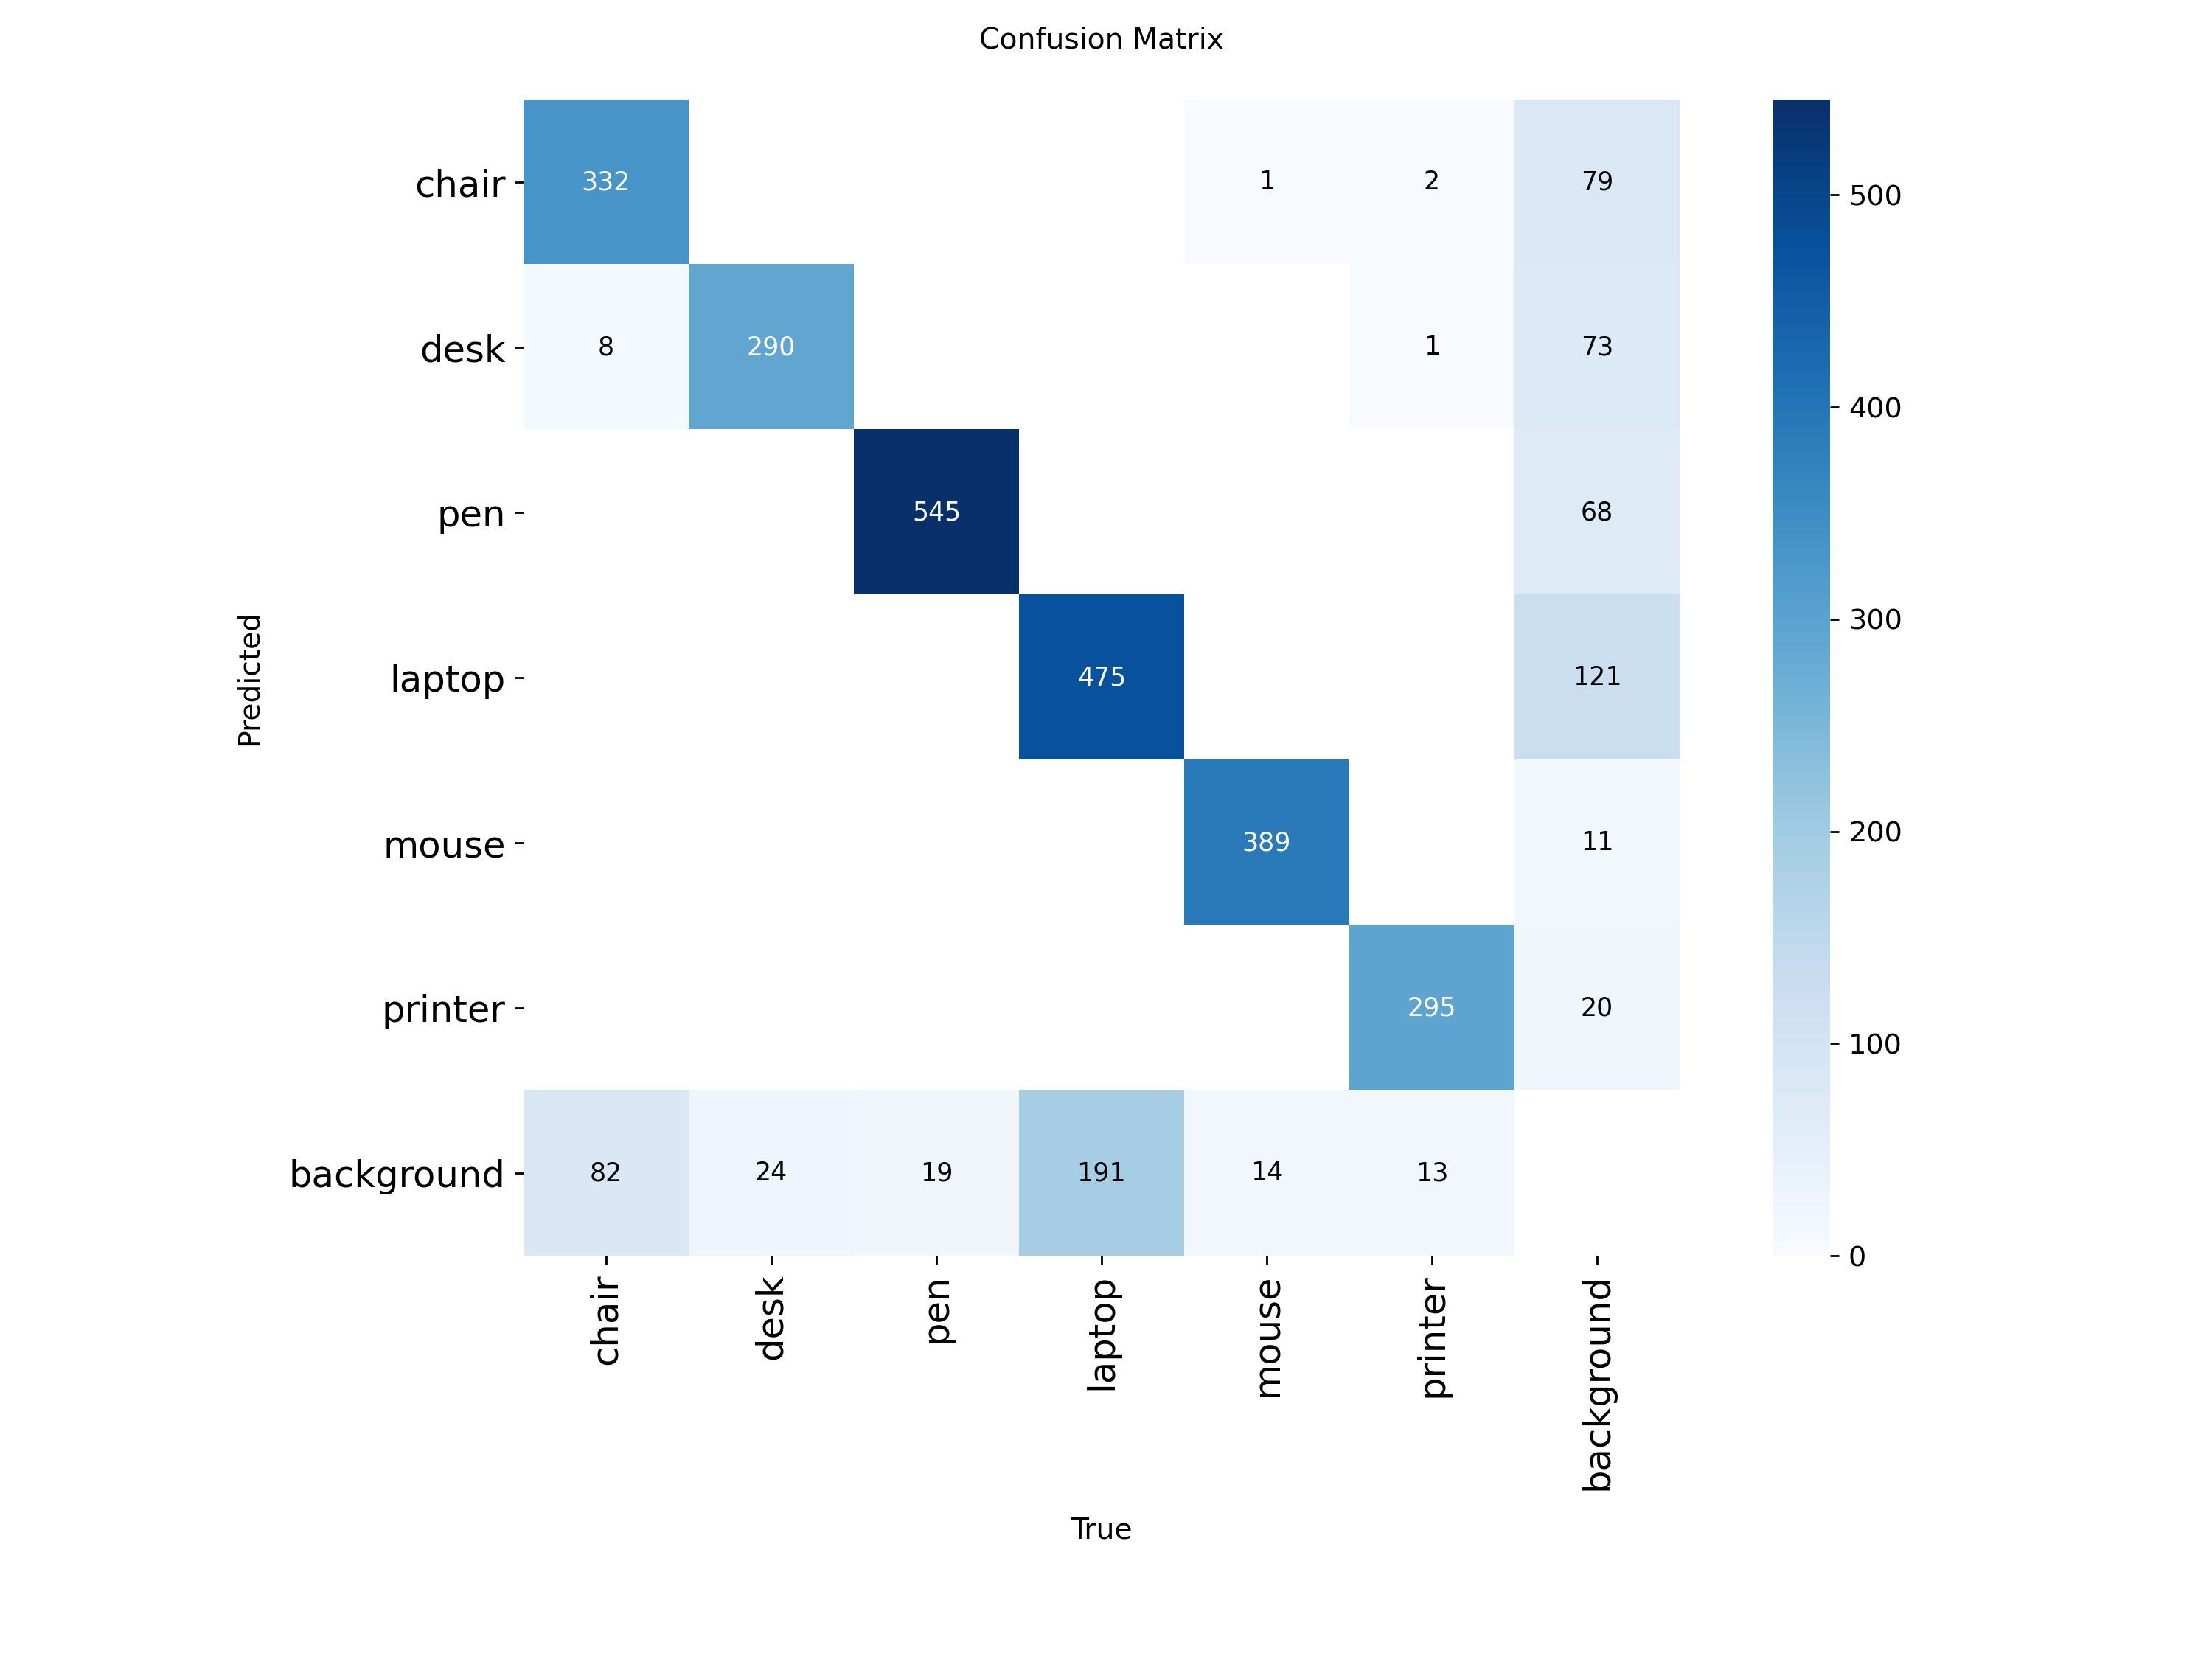 Confusion Matrix
chair 332 1 2 79
desk 8 290 1 73
pen 545 68
laptop 475 121
mouse 389 11
printer 295 20
background 82 24 19 191 14 13
chair desk pen laptop mouse printer background
Predicted
True
500
400
300
200
100
0